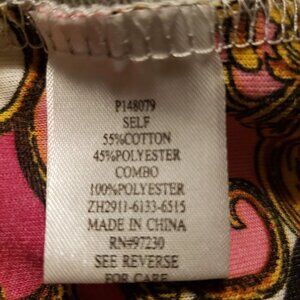 P148079
SELF
55%COTTON
45%POLYESTER
COMBO
100%POLYESTER
ZH2911-6133-6515
MADE IN CHINA
RN#97230
SEE REVERSE
FOR CARE